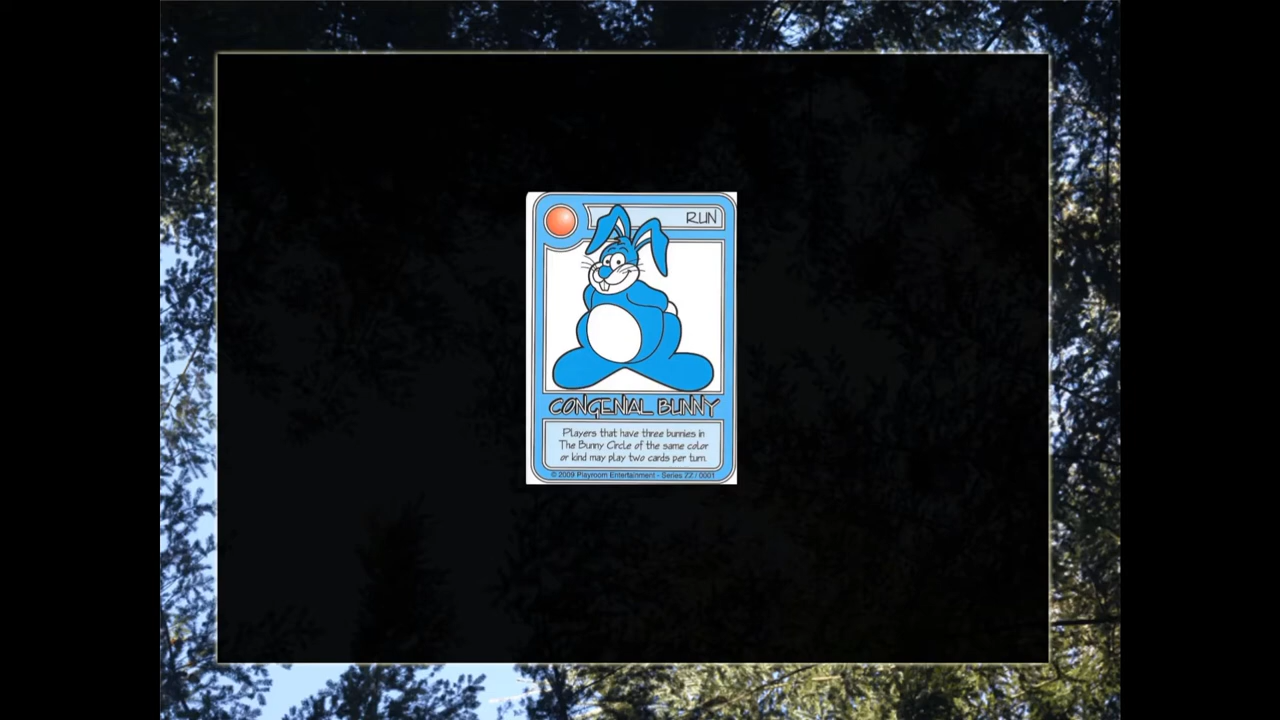 RUN
CONGENIAL BUNNY
Players that have three bunnies in
The Bunny Circle of the same color
or kind may play two cards per turn.
© 2009 Playroom Entertainment - Series ZZ / 0001